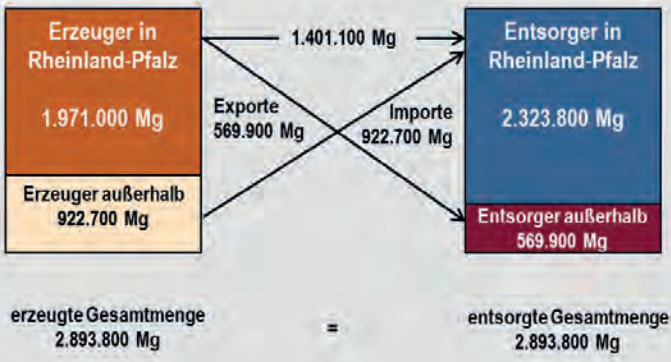 Erzeuger in
Rheinland-Pfalz
1.971.000 Mg
Erzeuger außerhalb
922.700 Mg
1.401.100 Mg
Exporte
569.900 Mg
Importe
922.700 Mg
Entsorger in
Rheinland-Pfalz
2.323.800 Mg
Entsorger außerhalb
569.900 Mg
erzeugte Gesamtmenge
2.893.800 Mg
=
entsorgte Gesamtmenge
2.893.800 Mg